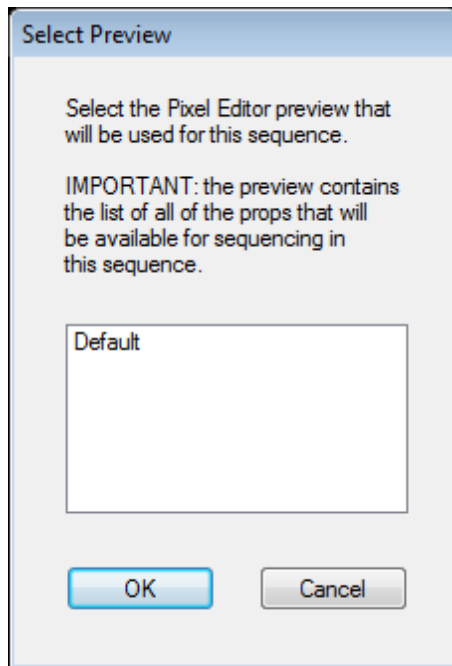 Select Preview
Select the Pixel Editor preview that
will be used for this sequence.
IMPORTANT: the preview contains
the list of all of the props that will
be available for sequencing in
this sequence.
Default
OK
Cancel